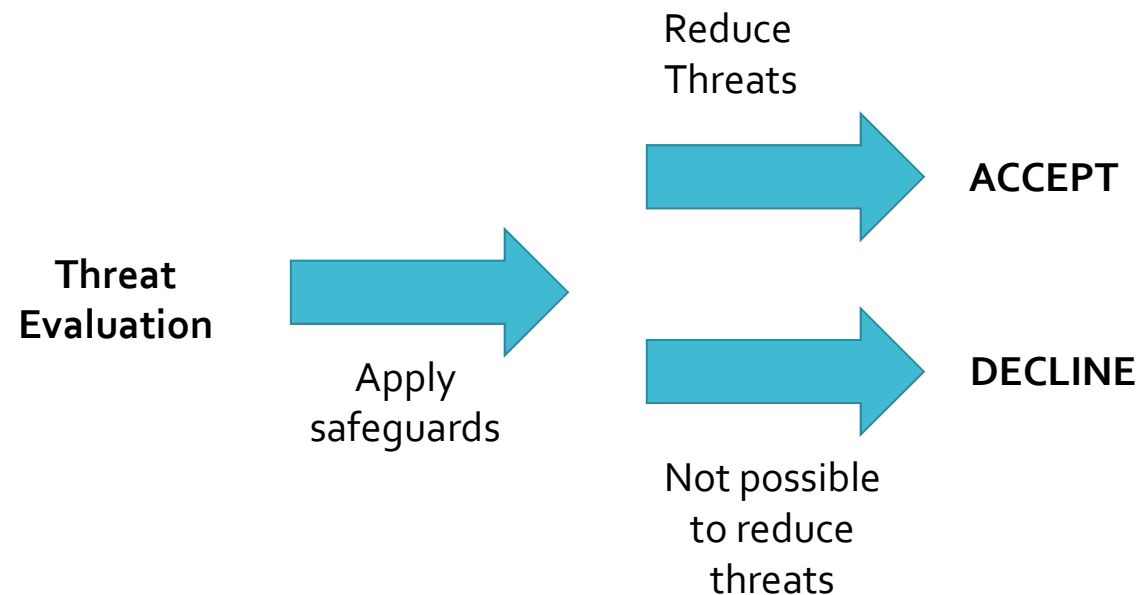 Threat
Evaluation
Apply
safeguards
Reduce
Threats
ACCEPT
Not possible
to reduce
threats
DECLINE